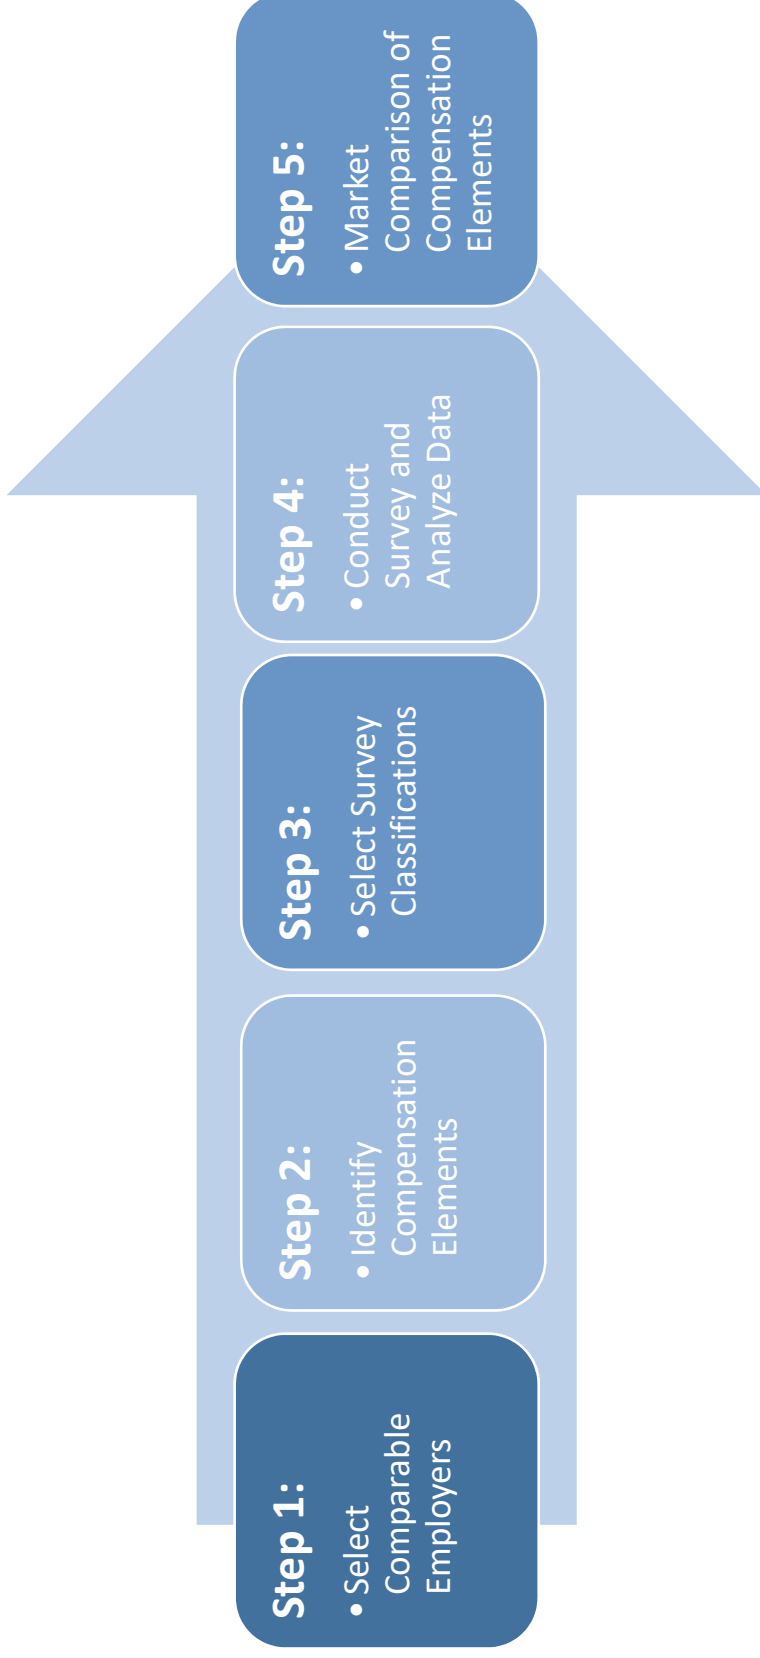 Step 1:
• Select
Comparable
Employers
Step 2:
• Identify
Compensation
Elements
Step 3:
• Select Survey
Classifications
Step 4:
• Conduct
Survey and
Analyze Data
Step 5:
• Market
Comparison of
Compensation
Elements